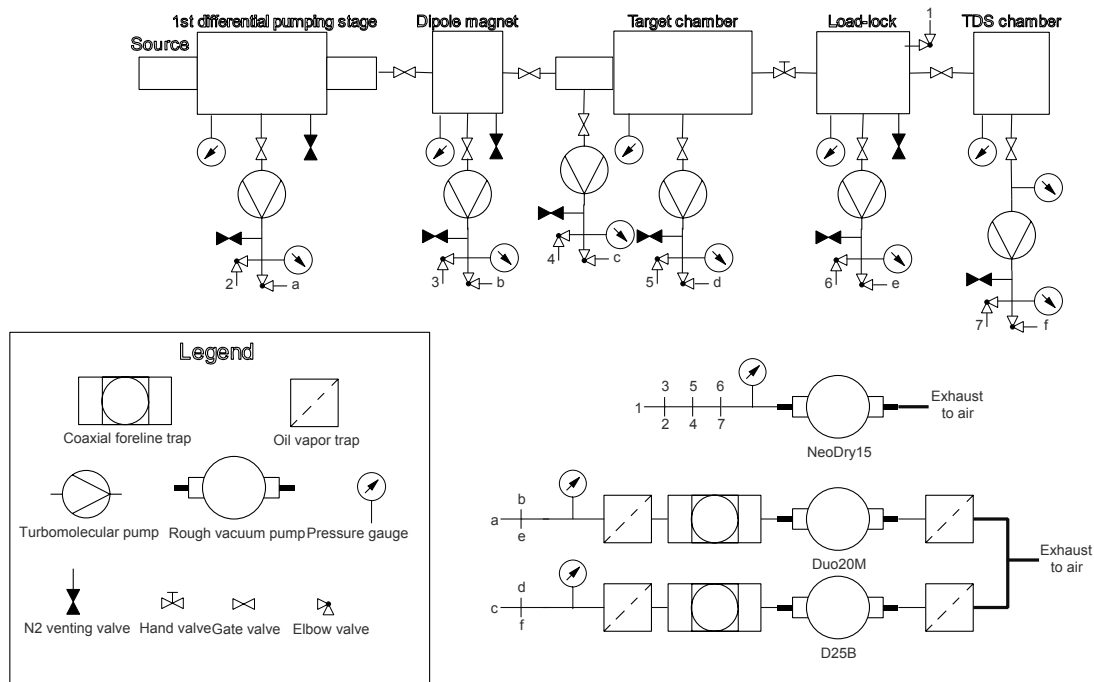 1st differential pumping stage
Dipole magnet
Target chamber
Load-lock
1
TDS chamber
Source
2
a
3
b
4
c
5
d
6
e
7
f
Legend
Coaxial foreline trap
Oil vapor trap
Turbomolecular pump
Rough vacuum pump
Pressure gauge
N2 venting valve
Hand valve
Gate valve
Elbow valve
3 5 6
1
2 4 7
NeoDry15
Exhaust
to air
b
a
e
Duo20M
Exhaust
to air
d
c
f
D25B